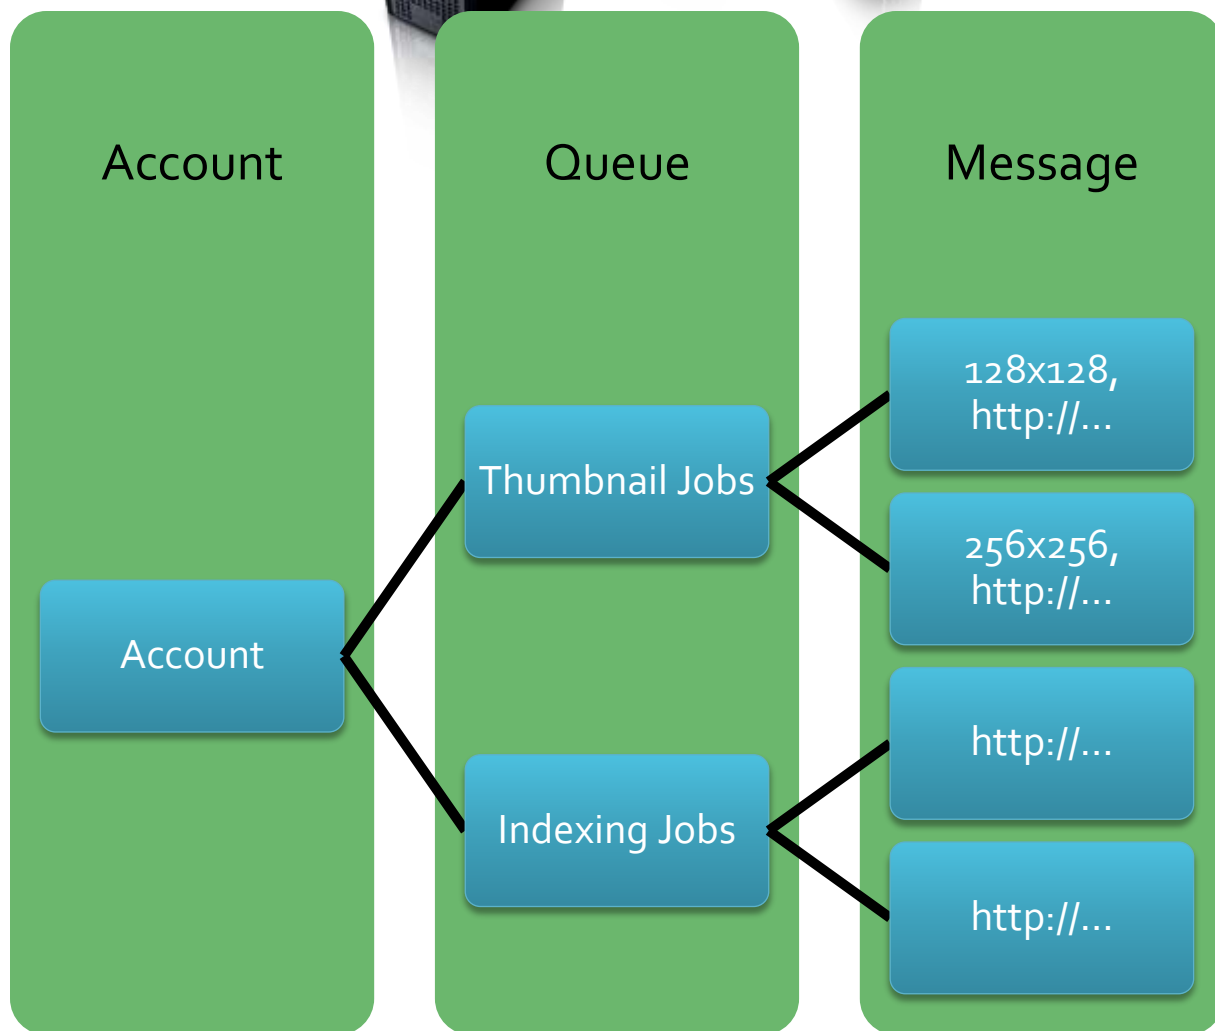 Account
Queue
Message
128x128,
http://...
Thumbnail Jobs
256x256,
http://...
Account
http://...
Indexing Jobs
http://...